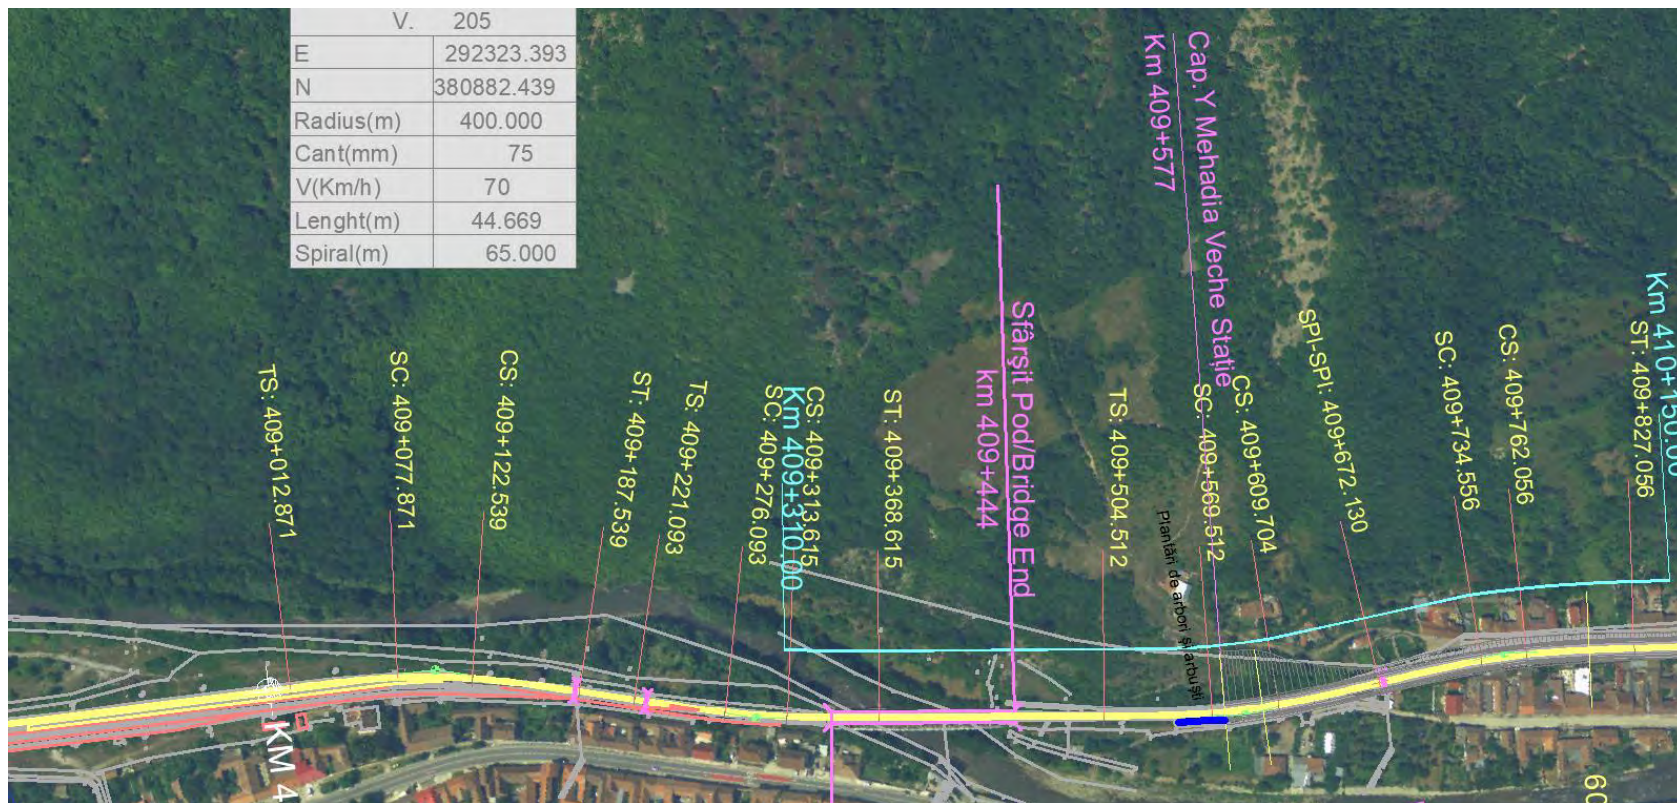 V. 205
E 292323.393
N 380882.439
Radius(m) 400.000
Cant(mm) 75
V(Km/h) 70
Lenght(m) 44.669
Spiral(m) 65.000
TS: 409+012.871
SC: 409+077.871
CS: 409+122.539
ST: 409+187.539
TS: 409+221.093
SC: 409+276.093
Km 409+310.00
CS: 409+313.615
ST: 409+368.615
Sfârşit Pod/Bridge End
km 409+444
TS: 409+504.512
Cap.Y Mehadia Veche Staţie
Km 409+577
Plantări de arbori şi arbuşti
SC: 409+569.512
CS: 409+609.704
SPI-SPI: 409+672.130
SC: 409+734.556
CS: 409+762.056
ST: 409+827.056
Km 410+150.00
KM 4
60